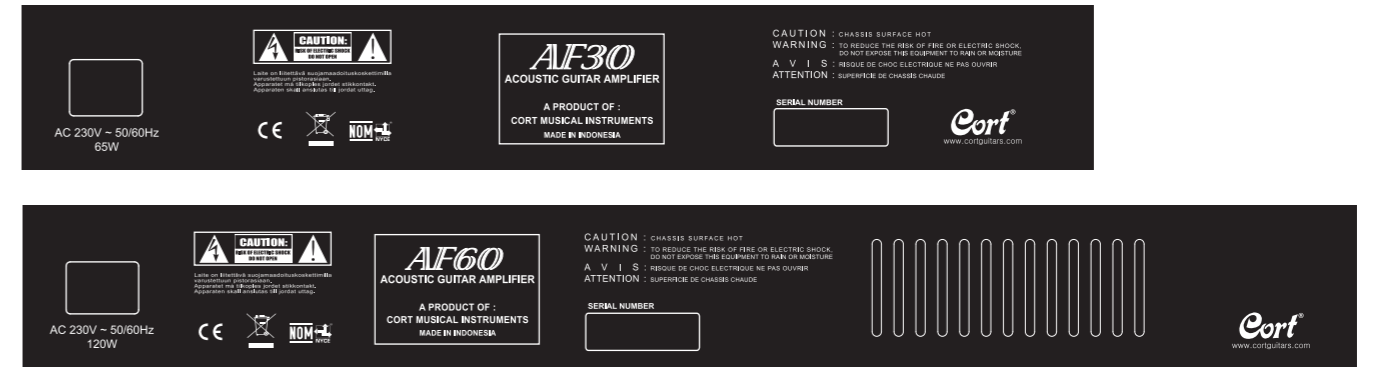 AC 230V ~ 50/60Hz
65W
CAUTION:
RISK OF ELECTRIC SHOCK
DO NOT OPEN
Laite on liitettävä suojamaadoituskoskettimilla
varustettuun pistorasiaan.
Apparatet må tilkoples jordet stikkontakt.
Apparaten skall anslutas till jordat uttag.
CE
NOM
NYCE
AF30
ACOUSTIC GUITAR AMPLIFIER
A PRODUCT OF :
CORT MUSICAL INSTRUMENTS
MADE IN INDONESIA
CAUTION : CHASSIS SURFACE HOT
WARNING : TO REDUCE THE RISK OF FIRE OR ELECTRIC SHOCK,
DO NOT EXPOSE THIS EQUIPMENT TO RAIN OR MOISTURE
A V I S : RISQUE DE CHOC ELECTRIQUE NE PAS OUVRIR
ATTENTION : SUPERFICIE DE CHASSIS CHAUDE
SERIAL NUMBER
Cort®
www.cortguitars.com
AC 230V ~ 50/60Hz
120W
CAUTION:
RISK OF ELECTRIC SHOCK
DO NOT OPEN
Laite on liitettävä suojamaadoituskoskettimilla
varustettuun pistorasiaan.
Apparatet må tilkoples jordet stikkontakt.
Apparaten skall anslutas till jordat uttag.
CE
NOM
NYCE
AF60
ACOUSTIC GUITAR AMPLIFIER
A PRODUCT OF :
CORT MUSICAL INSTRUMENTS
MADE IN INDONESIA
CAUTION : CHASSIS SURFACE HOT
WARNING : TO REDUCE THE RISK OF FIRE OR ELECTRIC SHOCK,
DO NOT EXPOSE THIS EQUIPMENT TO RAIN OR MOISTURE
A V I S : RISQUE DE CHOC ELECTRIQUE NE PAS OUVRIR
ATTENTION : SUPERFICIE DE CHASSIS CHAUDE
SERIAL NUMBER
Cort®
www.cortguitars.com